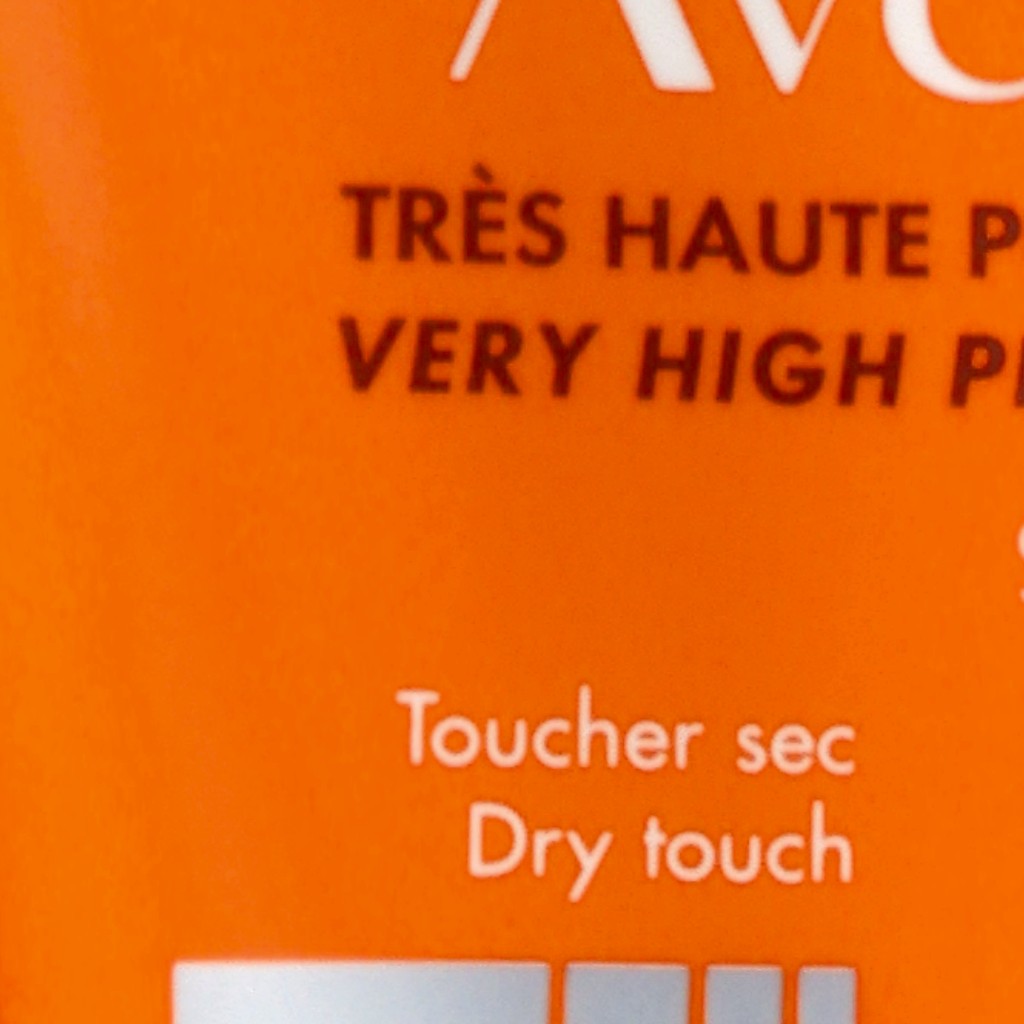 TRÈS HAUTE
VERY HIGH
Toucher sec
Dry touch